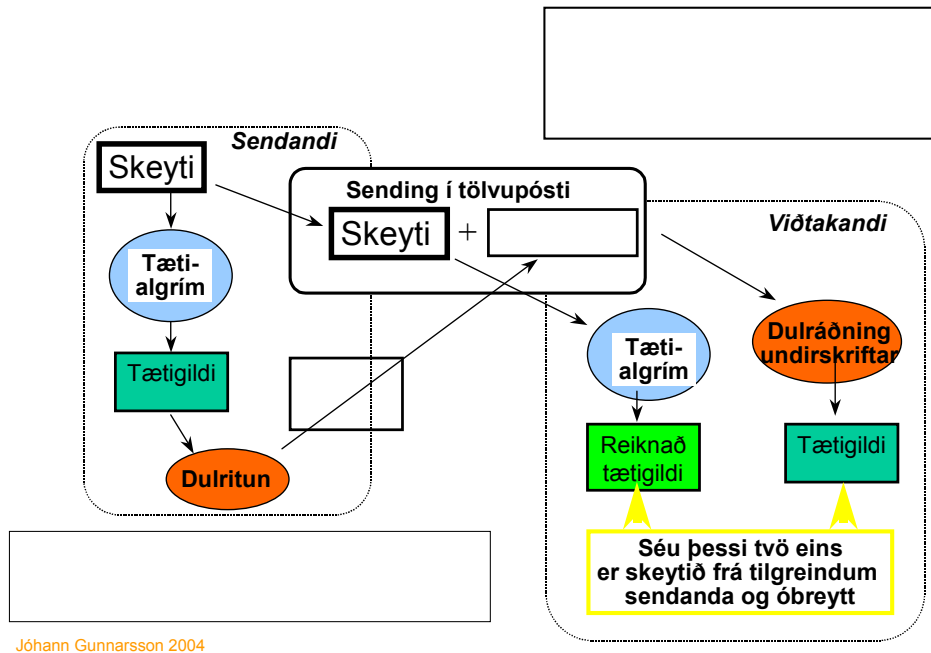 Sendandi
Skeyti
Sending í tölvupósti
Skeyti +
Viðtakandi
Tæti-
algrím
Tætigildi
Dulritun
Tæti-
algrím
Dulráðning
undirskriftar
Reiknað
tætigildi
Tætigildi
Séu þessi tvö eins
er skeytið frá tilgreindum
sendanda og óbreytt
Jóhann Gunnarsson 2004